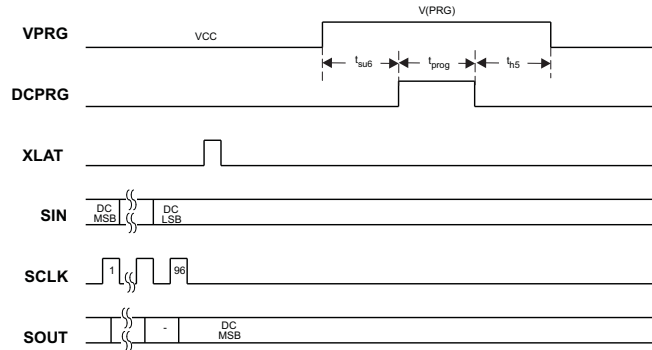 V(PRG)
VPRG
VCC
tsu6
tprog
th5
DCPRG
XLAT
SIN
DC
MSB
DC
LSB
SCLK
1
96
SOUT
-
DC
MSB